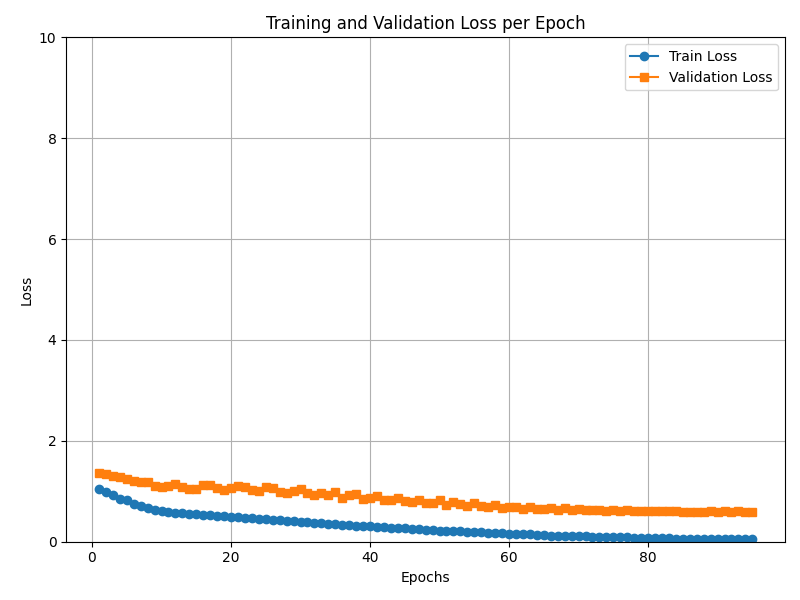 Training and Validation Loss per Epoch
Train Loss
Validation Loss
10
8
6
4
2
0
Loss
0 20 40 60 80
Epochs